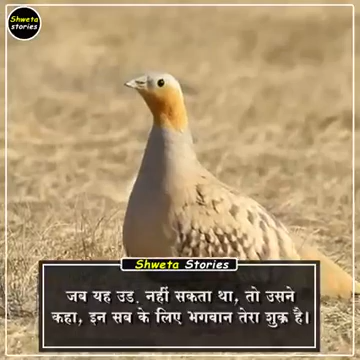 Shweta
stories
Shweta Stories
जब यह उड़ नहीं सकता था, तो उसने
कहा, इन सब के लिए भगवान तेरा शुक्र है।